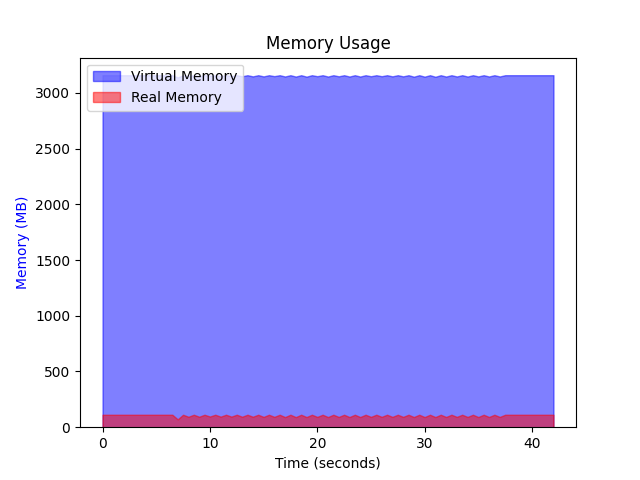 Memory Usage
Virtual Memory
Real Memory
Memory (MB)
3000
2500
2000
1500
1000
500
0
0 10 20 30 40
Time (seconds)